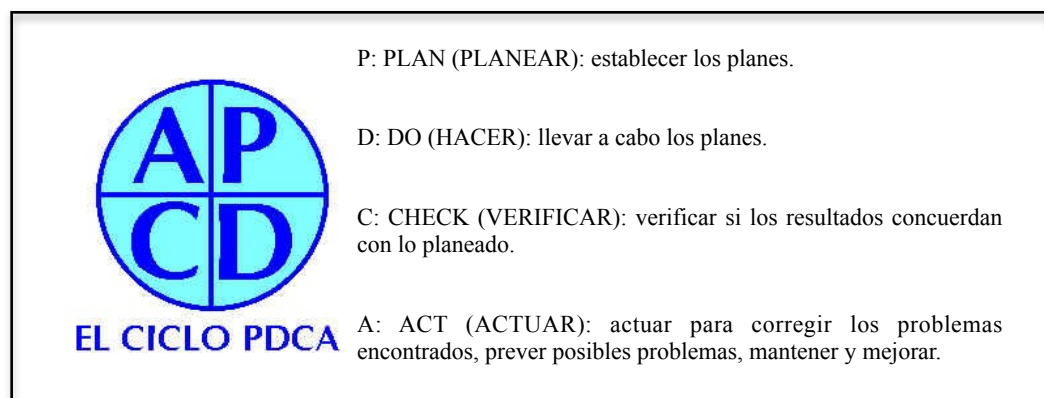 A P
C D
EL CICLO PDCA
P: PLAN (PLANEAR): establecer los planes.
D: DO (HACER): llevar a cabo los planes.
C: CHECK (VERIFICAR): verificar si los resultados concuerdan
con lo planeado.
A: ACT (ACTUAR): actuar para corregir los problemas
encontrados, prever posibles problemas, mantener y mejorar.